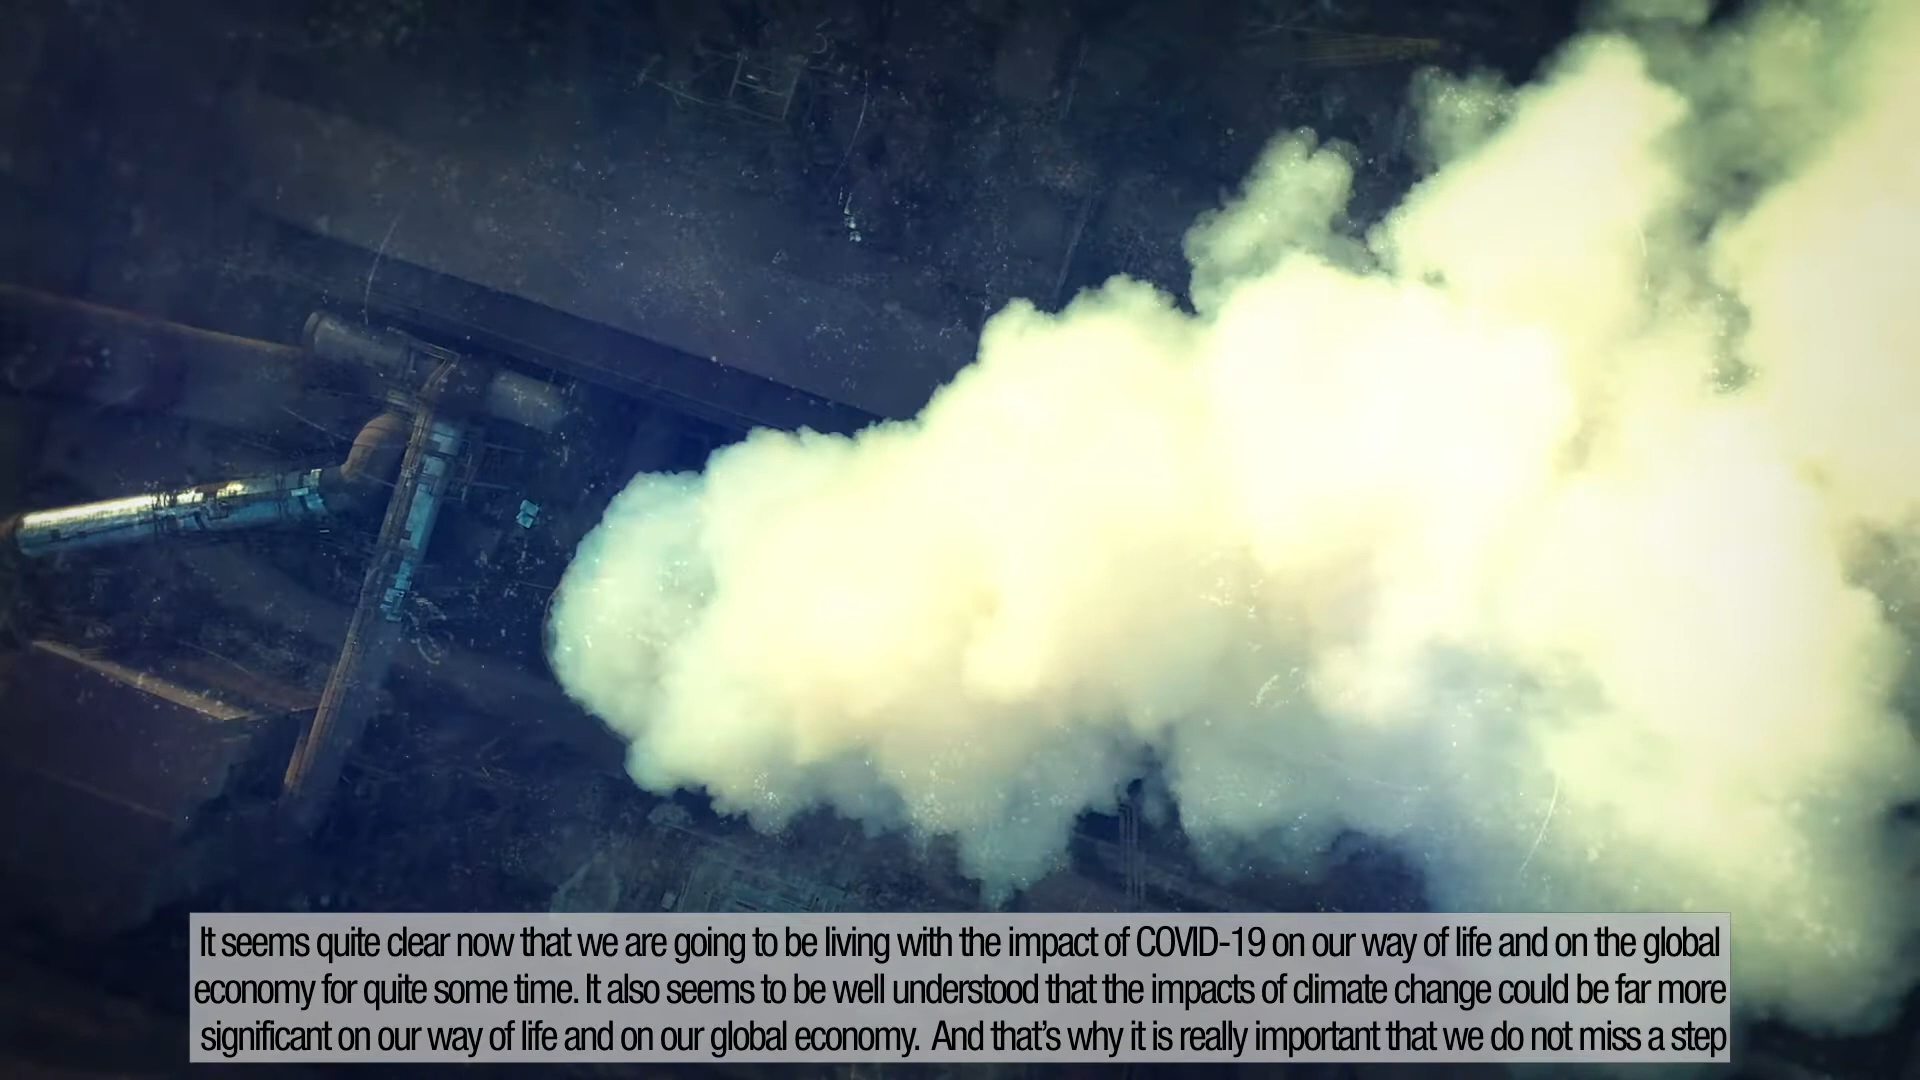 It seems quite clear now that we are going to be living with the impact of COVID-19 on our way of life and on the global
economy for quite some time. It also seems to be well understood that the impacts of climate change could be far more
significant on our way of life and on our global economy. And that's why it is really important that we do not miss a step